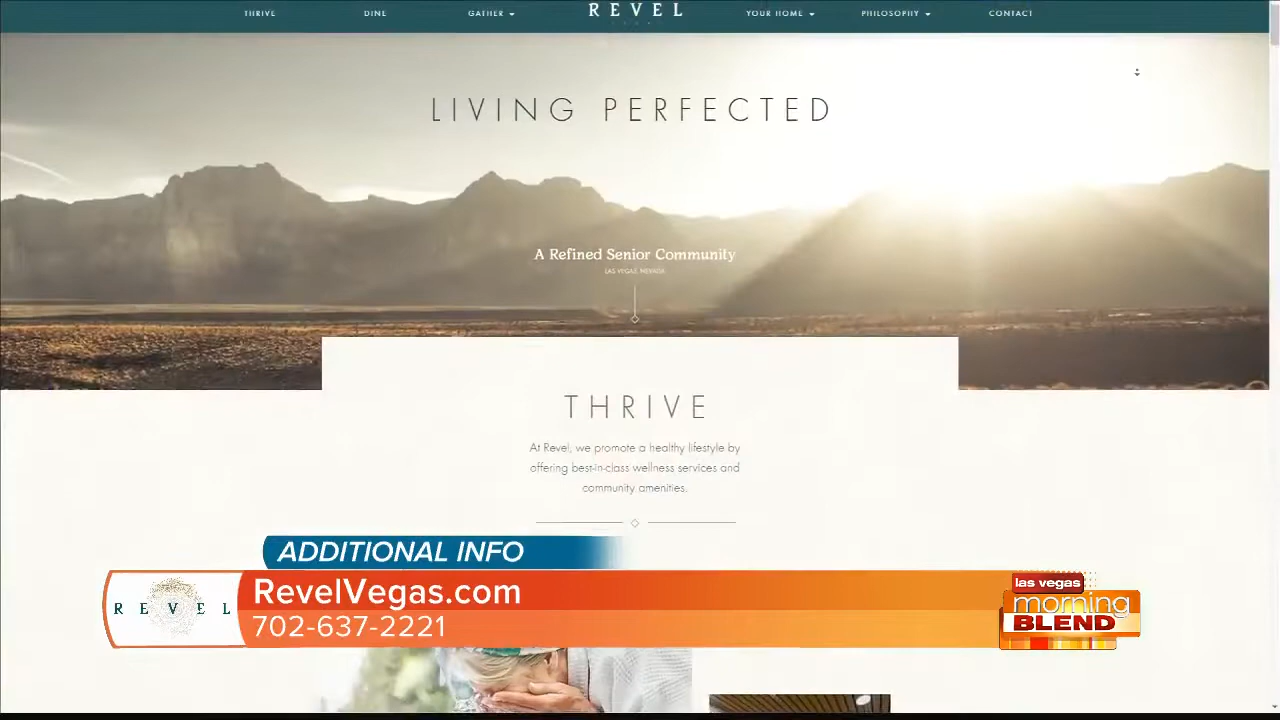 THRIVE DINE GATHER REVEL YOUR HOME PHILOSOPHY CONTACT
LIVING PERFECTED
A Refined Senior Community
LAS VEGAS, NEVADA
THRIVE
At Revel, we promote a healthy lifestyle by
offering best-in-class wellness services and
community amenities.
ADDITIONAL INFO
REVEL
RevelVegas.com
702-637-2221
las vegas
morning
BLEND